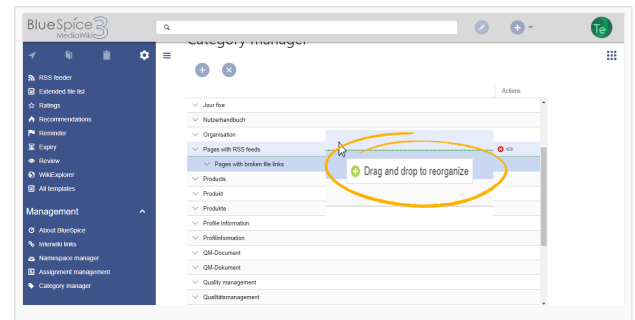 BlueSpice 3
MediaWiki
Te
Category manager
RSS feeder
Extended file list
Ratings
Recommendations
Reminder
Expiry
Review
WikiExplorer
All templates
Management
About BlueSpice
Interwiki links
Namespace manager
Assignment management
Category manager
Actions
Jour fixe
Nutzerhandbuch
Organisation
Pages with RSS feeds
Pages with broken file links
Products
Produkt
Produkte
Profile information
Profilinformation
QM-Document
QM-Dokument
Quality management
Qualitätsmanagement
Drag and drop to reorganize